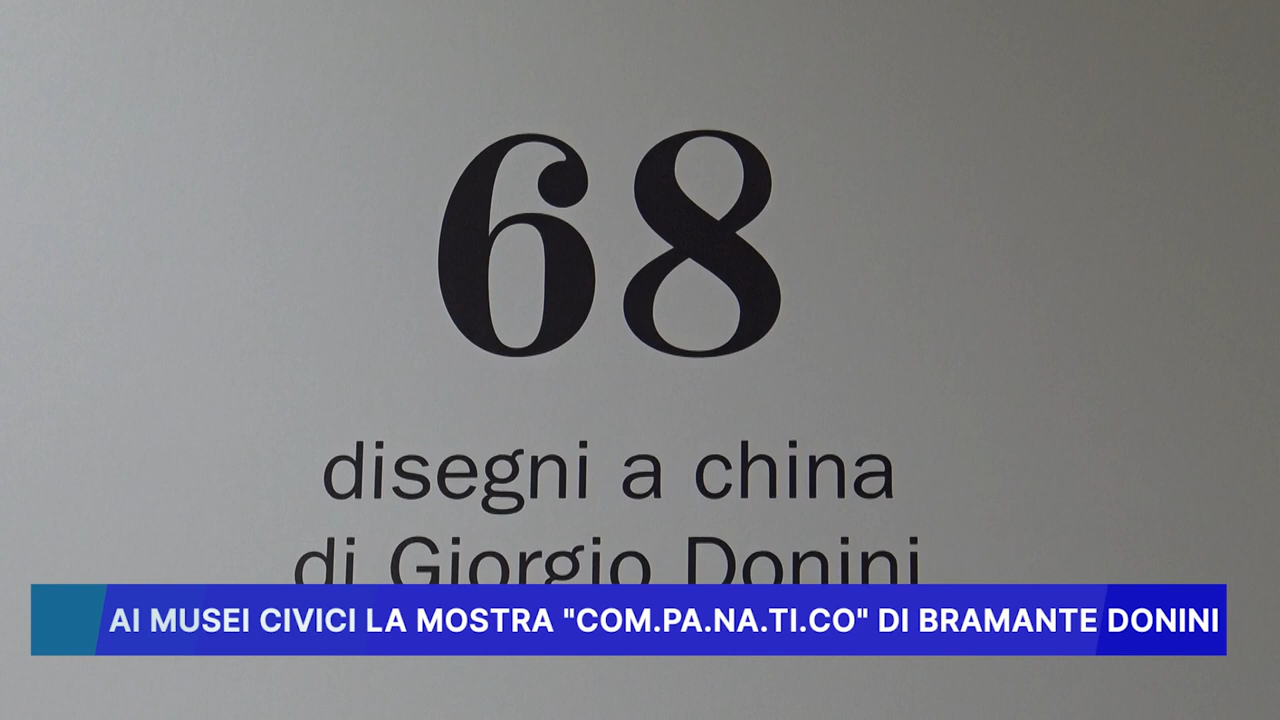 68
disegni a china
di Giorgio Donini
AI MUSEI CIVICI LA MOSTRA "COM.PA.NA.TI.CO" DI BRAMANTE DONINI